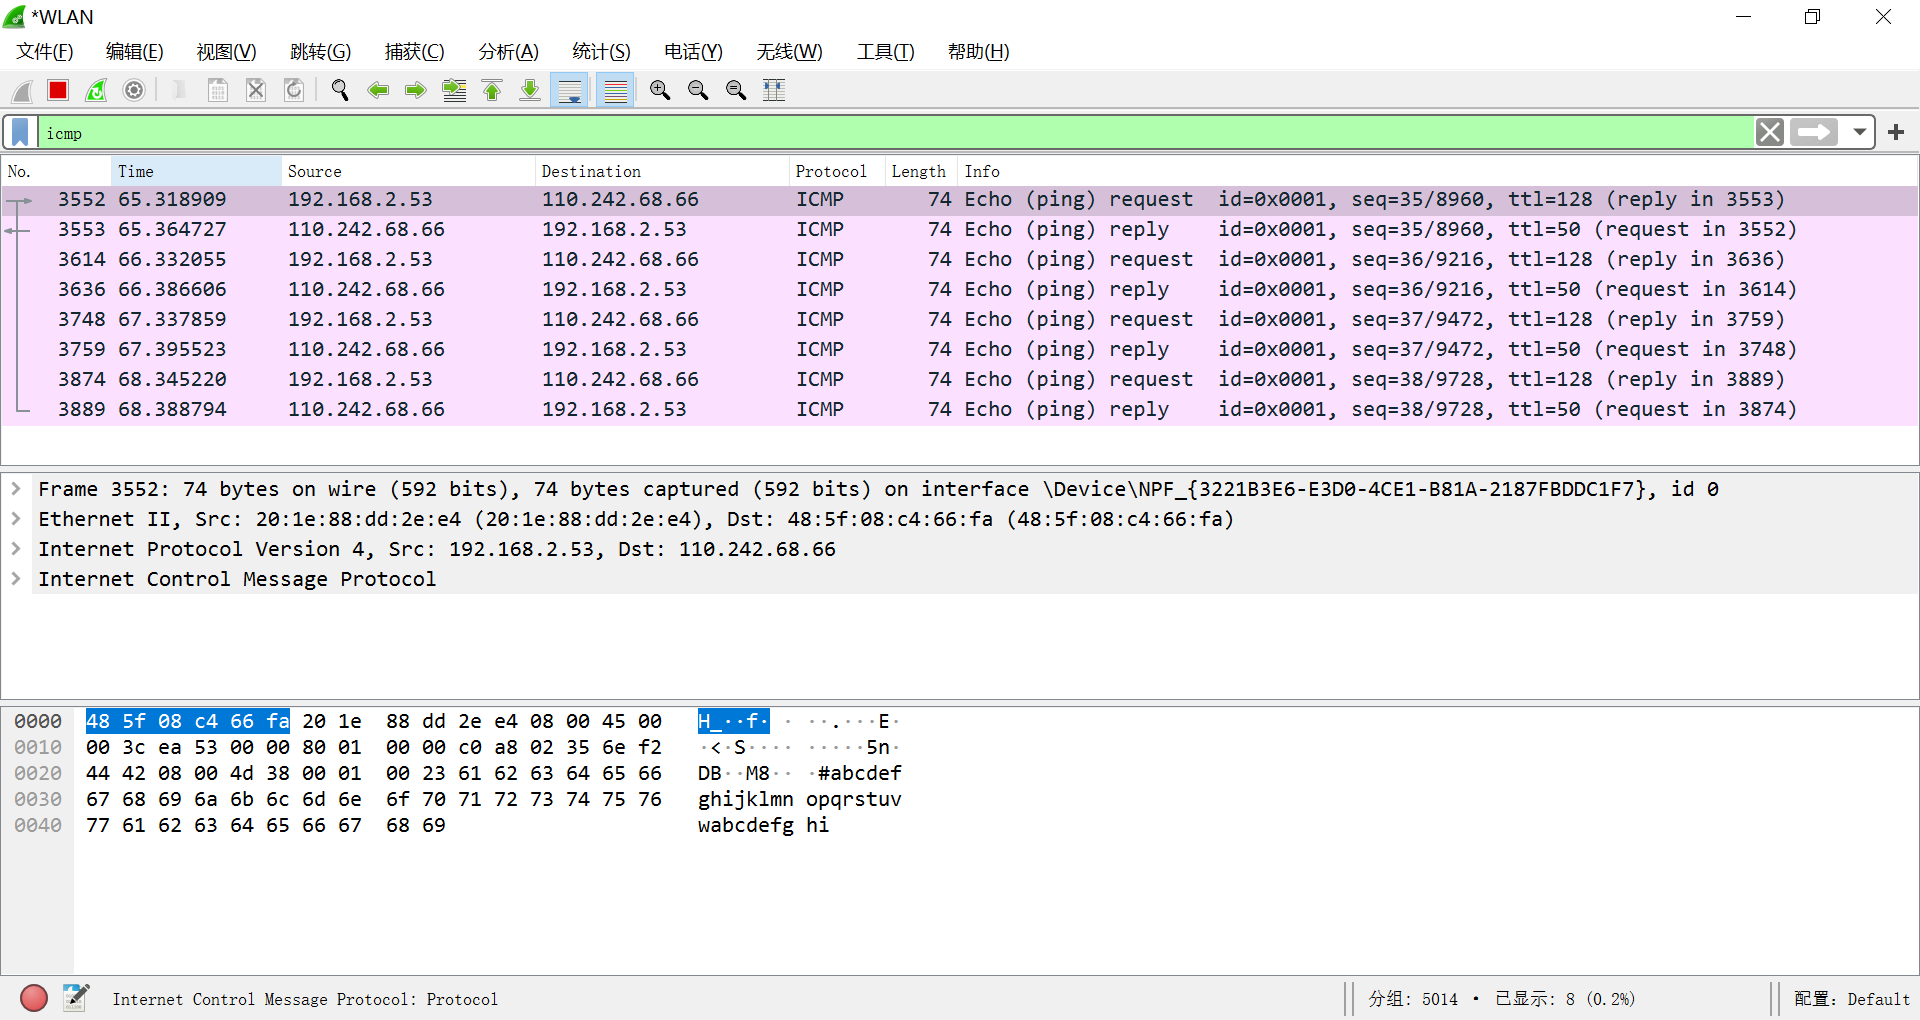 *WLAN
文件(F) 编辑(E) 视图(V) 跳转(G) 捕获(C) 分析(A) 统计(S) 电话(Y) 无线(W) 工具(T) 帮助(H)
icmp
No. Time Source Destination Protocol Length Info
3552 65.318909 192.168.2.53 110.242.68.66 ICMP 74 Echo (ping) request id=0x0001, seq=35/8960, ttl=128 (reply in 3553)
3553 65.364727 110.242.68.66 192.168.2.53 ICMP 74 Echo (ping) reply id=0x0001, seq=35/8960, ttl=50 (request in 3552)
3614 66.332055 192.168.2.53 110.242.68.66 ICMP 74 Echo (ping) request id=0x0001, seq=36/9216, ttl=128 (reply in 3636)
3636 66.386606 110.242.68.66 192.168.2.53 ICMP 74 Echo (ping) reply id=0x0001, seq=36/9216, ttl=50 (request in 3614)
3748 67.337859 192.168.2.53 110.242.68.66 ICMP 74 Echo (ping) request id=0x0001, seq=37/9472, ttl=128 (reply in 3759)
3759 67.395523 110.242.68.66 192.168.2.53 ICMP 74 Echo (ping) reply id=0x0001, seq=37/9472, ttl=50 (request in 3748)
3874 68.345220 192.168.2.53 110.242.68.66 ICMP 74 Echo (ping) request id=0x0001, seq=38/9728, ttl=128 (reply in 3889)
3889 68.388794 110.242.68.66 192.168.2.53 ICMP 74 Echo (ping) reply id=0x0001, seq=38/9728, ttl=50 (request in 3874)
Frame 3552: 74 bytes on wire (592 bits), 74 bytes captured (592 bits) on interface \Device\NPF_{3221B3E6-E3D0-4CE1-B81A-2187FBDDC1F7}, id 0
Ethernet II, Src: 20:1e:88:dd:2e:e4 (20:1e:88:dd:2e:e4), Dst: 48:5f:08:c4:66:fa (48:5f:08:c4:66:fa)
Internet Protocol Version 4, Src: 192.168.2.53, Dst: 110.242.68.66
Internet Control Message Protocol
0000 48 5f 08 c4 66 fa 20 1e 88 dd 2e e4 08 00 45 00 H_··f· · ··.···E·
0010 00 3c ea 53 00 00 80 01 00 00 c0 a8 02 35 6e f2 ·<·S···· ·····5n·
0020 44 42 08 00 4d 38 00 01 00 23 61 62 63 64 65 66 DB··M8·· ·#abcdef
0030 67 68 69 6a 6b 6c 6d 6e 6f 70 71 72 73 74 75 76 ghijklmn opqrstuv
0040 77 61 62 63 64 65 66 67 68 69 wabcdefg hi
Internet Control Message Protocol: Protocol 分组: 5014 · 已显示: 8 (0.2%) 配置: Default